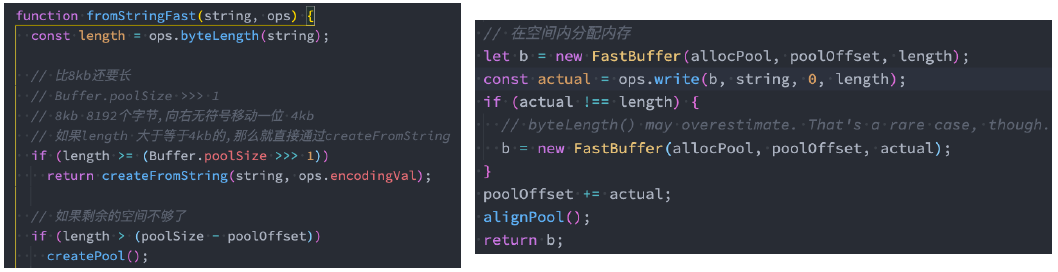 function fromStringFast(string, ops) {
  const length = ops.byteLength(string);

  // 比8kb还要长
  // Buffer.poolSize >>> 1
  // 8kb 8192个字节,向右无符号移动一位 4kb
  // 如果length 大于等于4kb的,那么就直接通过createFromString
  if (length >= (Buffer.poolSize >>> 1))
    return createFromString(string, ops.encodingVal);

  // 如果剩余的空间不够了
  if (length > (poolSize - poolOffset))
    createPool();
// 在空间内分配内存
let b = new FastBuffer(allocPool, poolOffset, length);
const actual = ops.write(b, string, 0, length);
if (actual !== length) {
  // byteLength() may overestimate. That's a rare case, though.
  b = new FastBuffer(allocPool, poolOffset, actual);
}
poolOffset += actual;
alignPool();
return b;